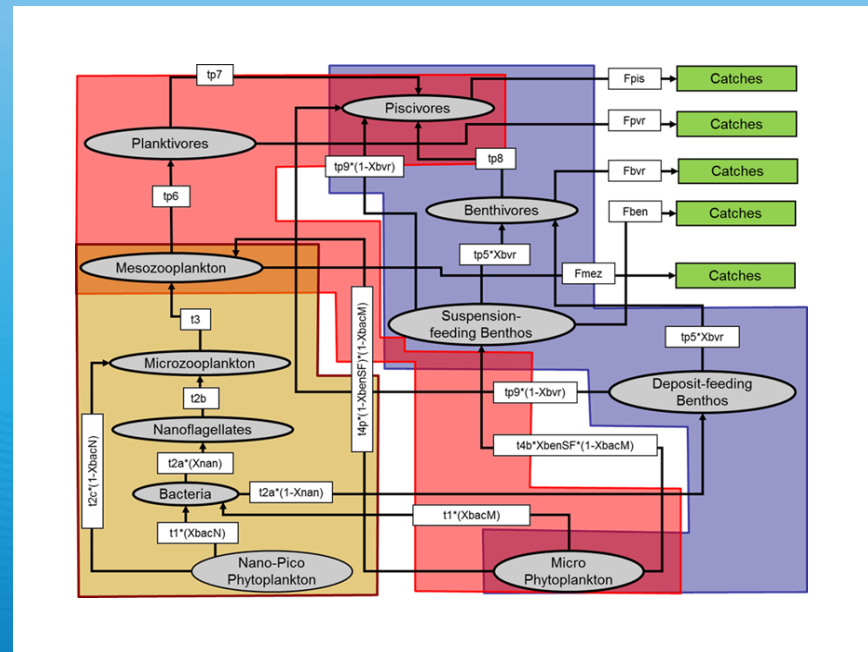 tp7
Fpis
Catches
Piscivores
Planktivores
Fpvr
Catches
tp9*(1-Xbvr)
tp8
Fbvr
Catches
tp6
Benthivores
Fben
Catches
tp5*Xbvr
Mesozooplankton
Fmez
Catches
t3
Suspension-
feeding Benthos
tp5*Xbvr
Microzooplankton
t4p*(1-XbenSF)*(1-XbacM)
Deposit-feeding
Benthos
t2b
tp9*(1-Xbvr)
Nanoflagellates
t2c*(1-XbacN)
t4b*XbenSF*(1-XbacM)
t2a*(Xnan)
Bacteria
t2a*(1-Xnan)
t1*(XbacM)
t1*(XbacN)
Nano-Pico
Phytoplankton
Micro
Phytoplankton